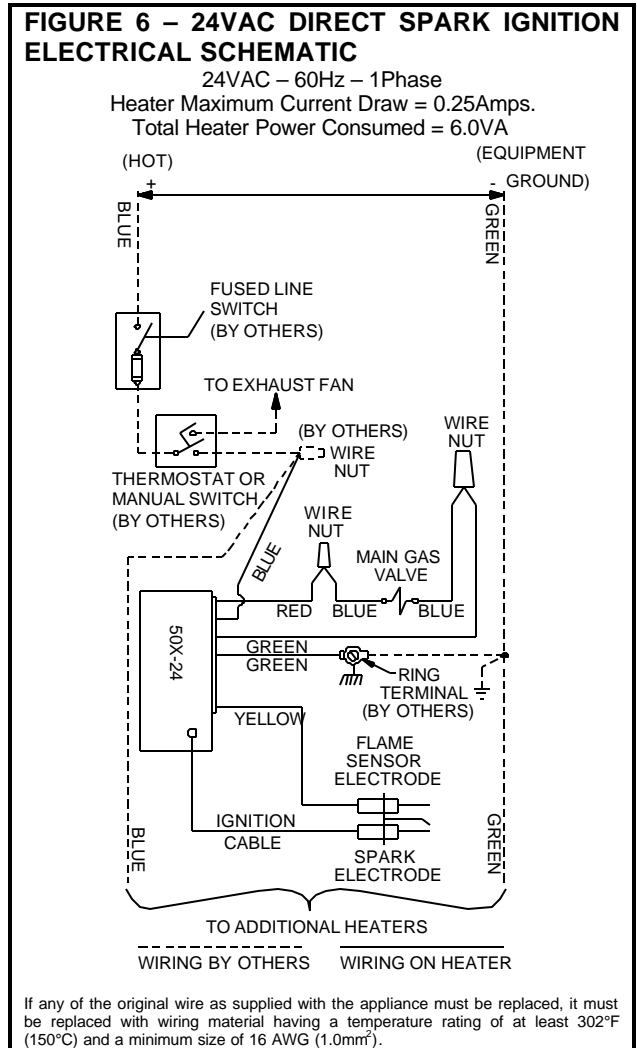 FIGURE 6 – 24VAC DIRECT SPARK IGNITION
ELECTRICAL SCHEMATIC
24VAC – 60Hz – 1Phase
Heater Maximum Current Draw = 0.25Amps.
Total Heater Power Consumed = 6.0VA
(HOT)
+
(EQUIPMENT
- GROUND)
BLUE
GREEN
FUSED LINE
SWITCH
(BY OTHERS)
TO EXHAUST FAN
THERMOSTAT OR
MANUAL SWITCH
(BY OTHERS)
(BY OTHERS)
WIRE
NUT
WIRE
NUT
WIRE
NUT
BLUE
MAIN GAS
VALVE
RED
BLUE
BLUE
50X-24
GREEN
GREEN
RING
TERMINAL
(BY OTHERS)
YELLOW
FLAME
SENSOR
ELECTRODE
IGNITION
CABLE
SPARK
ELECTRODE
BLUE
GREEN
TO ADDITIONAL HEATERS
WIRING BY OTHERS
WIRING ON HEATER
If any of the original wire as supplied with the appliance must be replaced, it must
be replaced with wiring material having a temperature rating of at least 302°F
(150°C) and a minimum size of 16 AWG (1.0mm²).